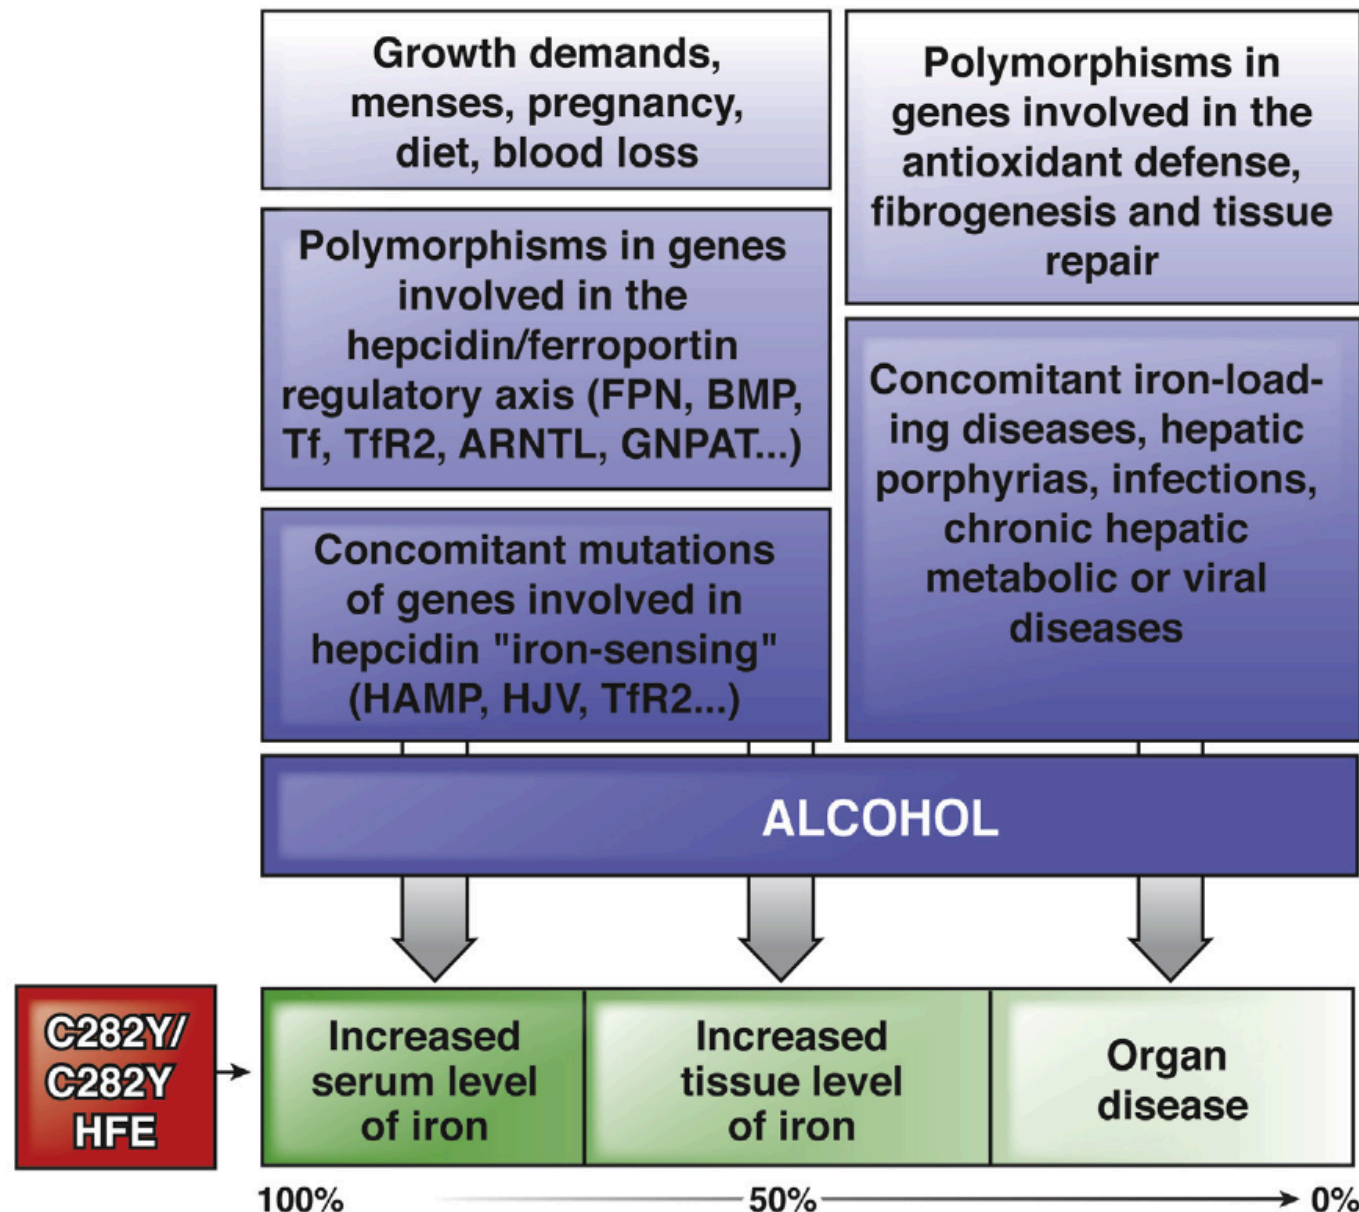 Growth demands,
menses, pregnancy,
diet, blood loss
Polymorphisms in genes
involved in the
hepcidin/ferroportin
regulatory axis (FPN, BMP,
Tf, TfR2, ARNTL, GNPAT...)
Concomitant mutations
of genes involved in
hepcidin "iron-sensing"
(HAMP, HJV, TfR2...)
Polymorphisms in
genes involved in the
antioxidant defense,
fibrogenesis and tissue
repair
Concomitant iron-load-
ing diseases, hepatic
porphyrias, infections,
chronic hepatic
metabolic or viral
diseases
ALCOHOL
C282Y/
C282Y
HFE
Increased
serum level
of iron
Increased
tissue level
of iron
Organ
disease
100% 50% 0%